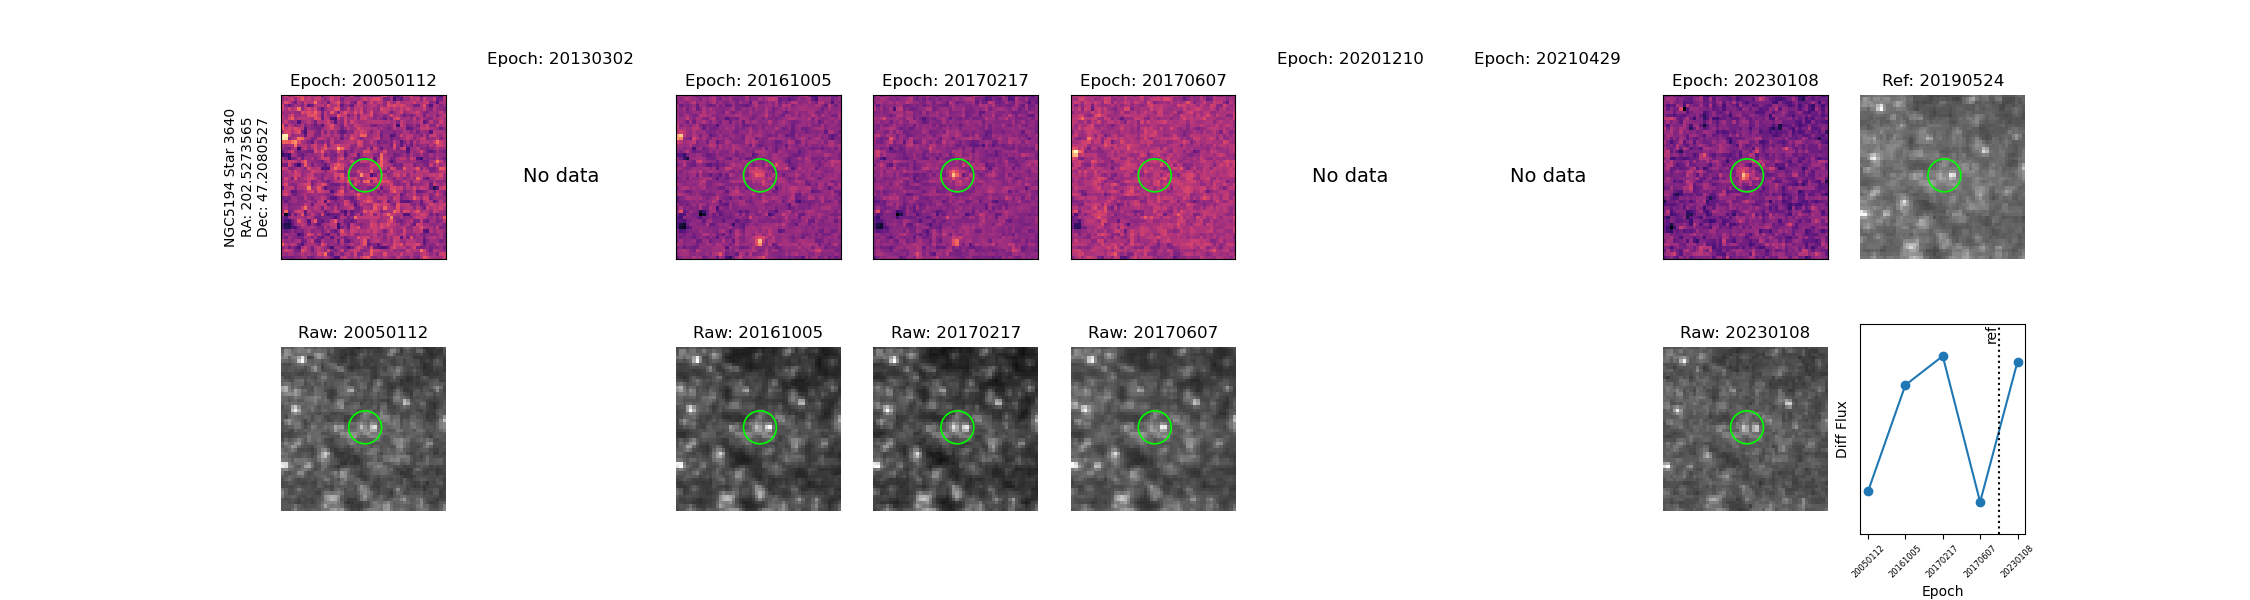 Epoch: 20050112
Epoch: 20130302
Epoch: 20161005
Epoch: 20170217
Epoch: 20170607
Epoch: 20201210
Epoch: 20210429
Epoch: 20230108
Ref: 20190524
NGC5194 Star 3640
RA: 202.5273565
Dec: 47.2080527
No data
No data
No data
Raw: 20050112
Raw: 20161005
Raw: 20170217
Raw: 20170607
Raw: 20230108
ref
Diff Flux
20050112
20161005
20170217
20170607
20230108
Epoch